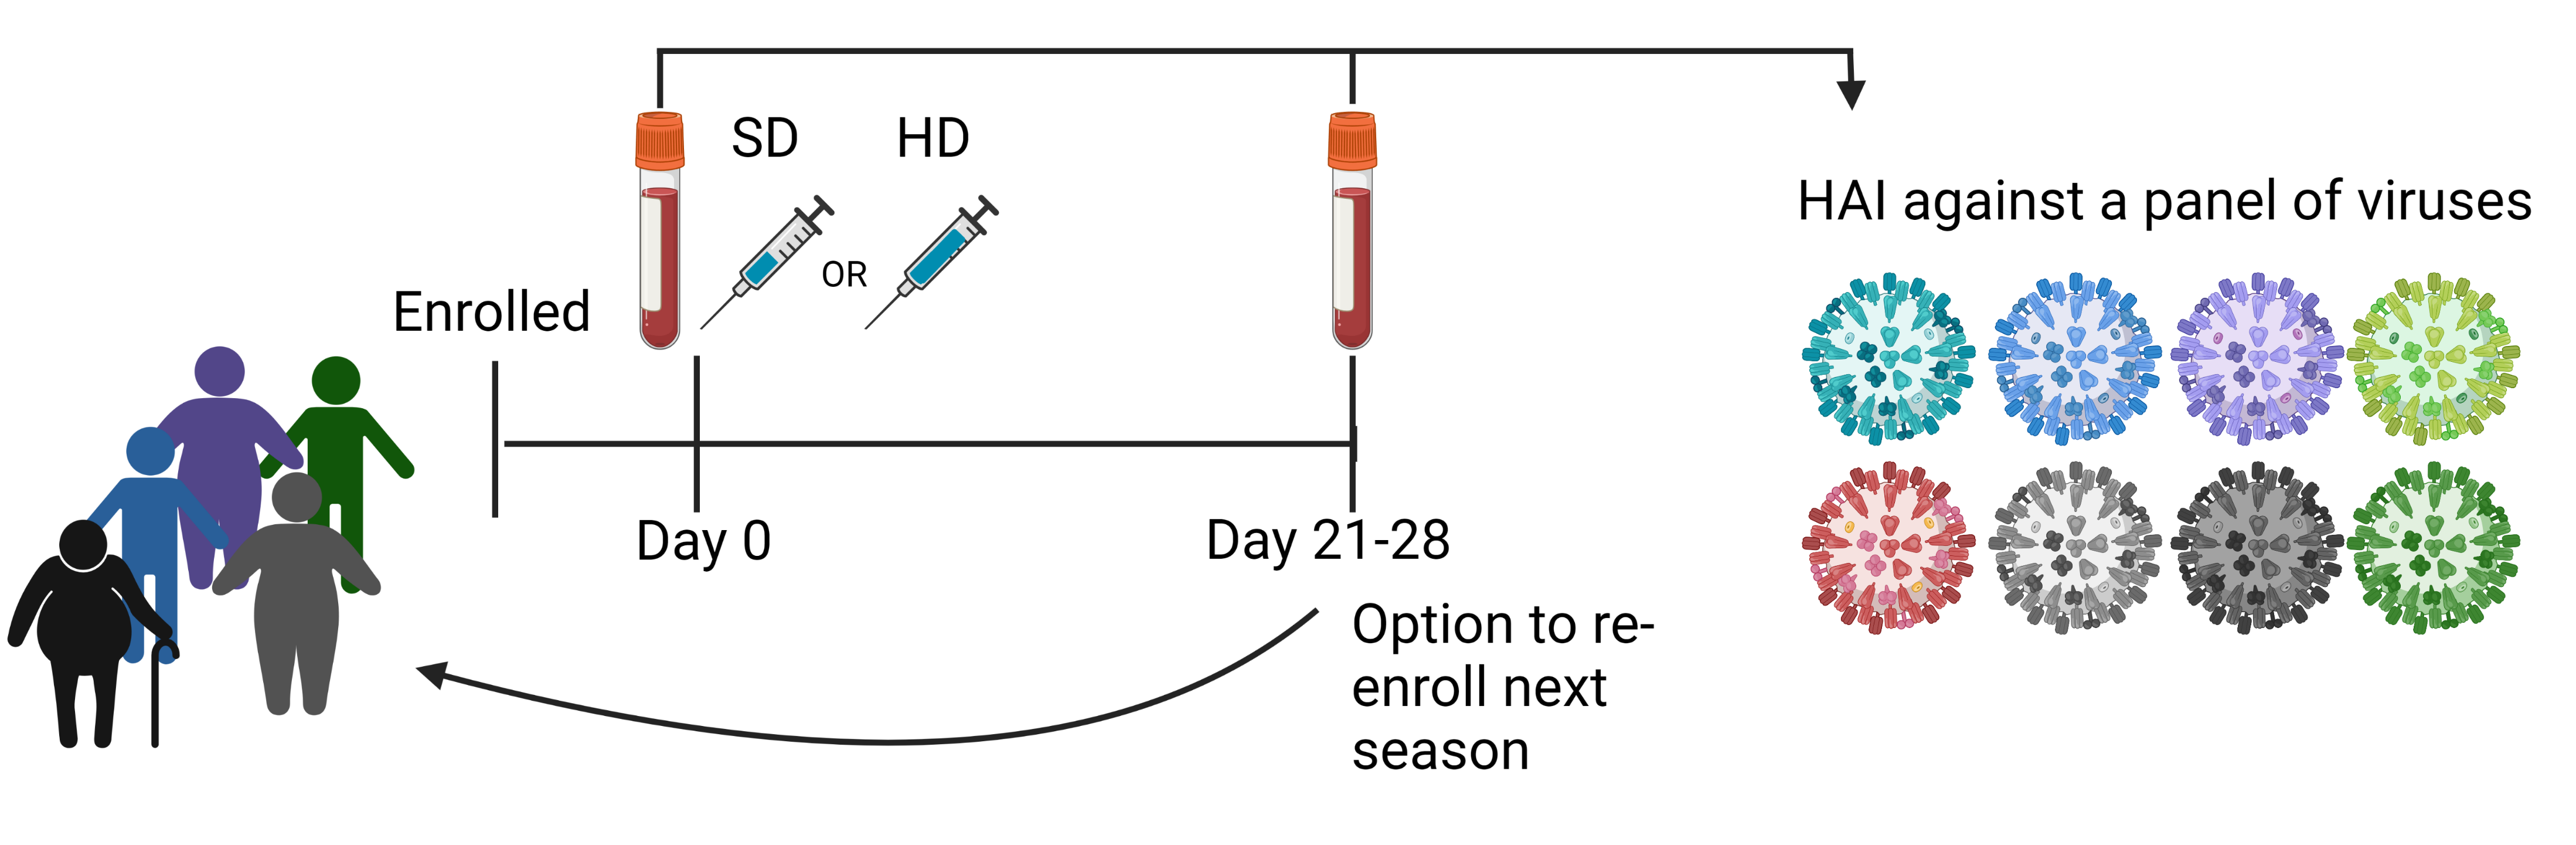 SD
HD
OR
Enrolled
Day 0
Day 21-28
Option to re-
enroll next
season
HAI against a panel of viruses